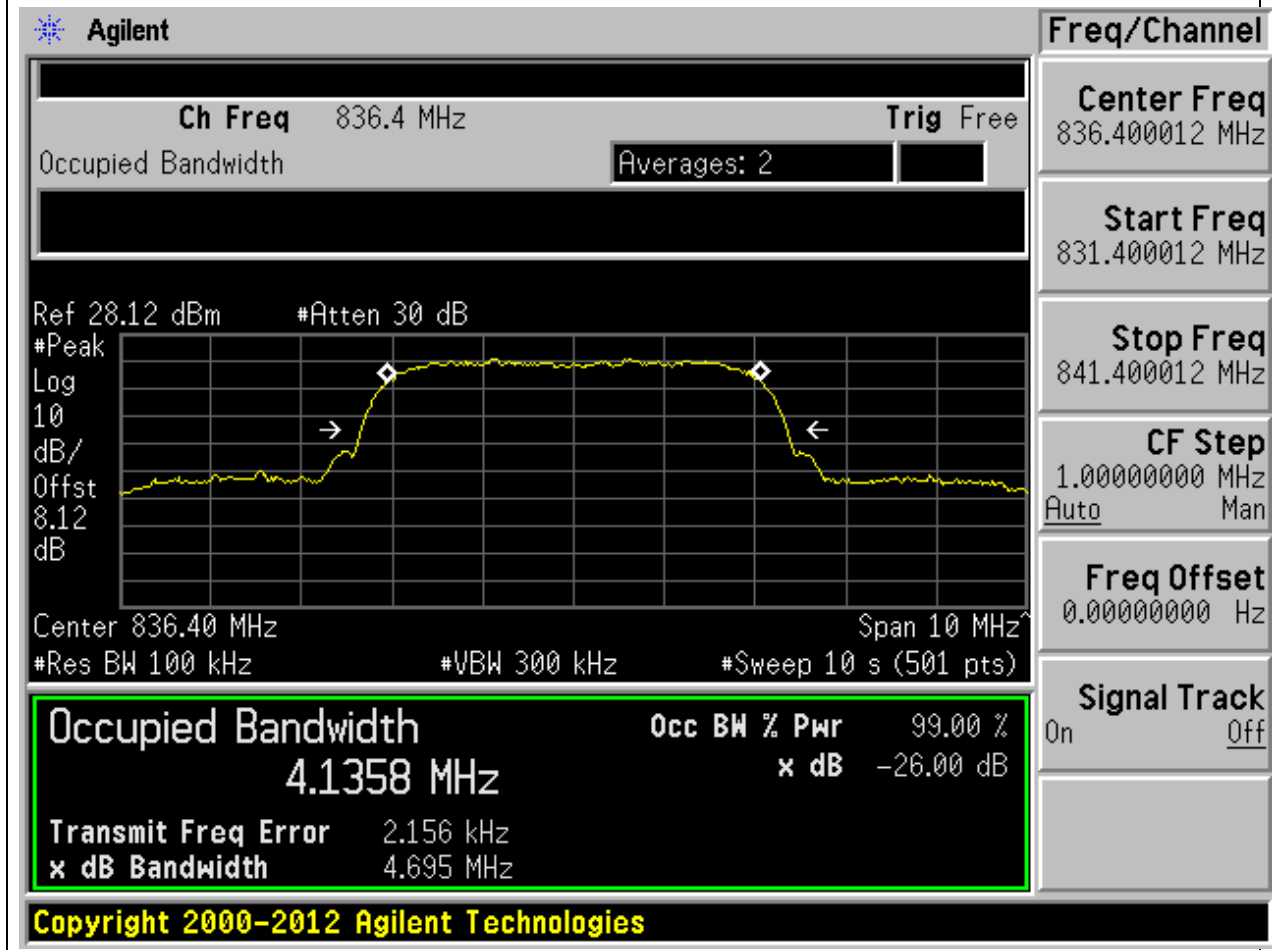 Agilent
Freq/Channel
Ch Freq 836.4 MHz Trig Free
Occupied Bandwidth Averages: 2
Center Freq
836.400012 MHz
Start Freq
831.400012 MHz
Stop Freq
841.400012 MHz
CF Step
1.00000000 MHz
Auto Man
Freq Offset
0.00000000 Hz
Signal Track
On Off
Ref 28.12 dBm #Atten 30 dB
#Peak
Log
10
dB/
Offst
8.12
dB
Center 836.40 MHz Span 10 MHz^
#Res BW 100 kHz #VBW 300 kHz #Sweep 10 s (501 pts)
Occupied Bandwidth
4.1358 MHz
Occ BW % Pwr 99.00 %
x dB -26.00 dB
Transmit Freq Error 2.156 kHz
x dB Bandwidth 4.695 MHz
Copyright 2000-2012 Agilent Technologies